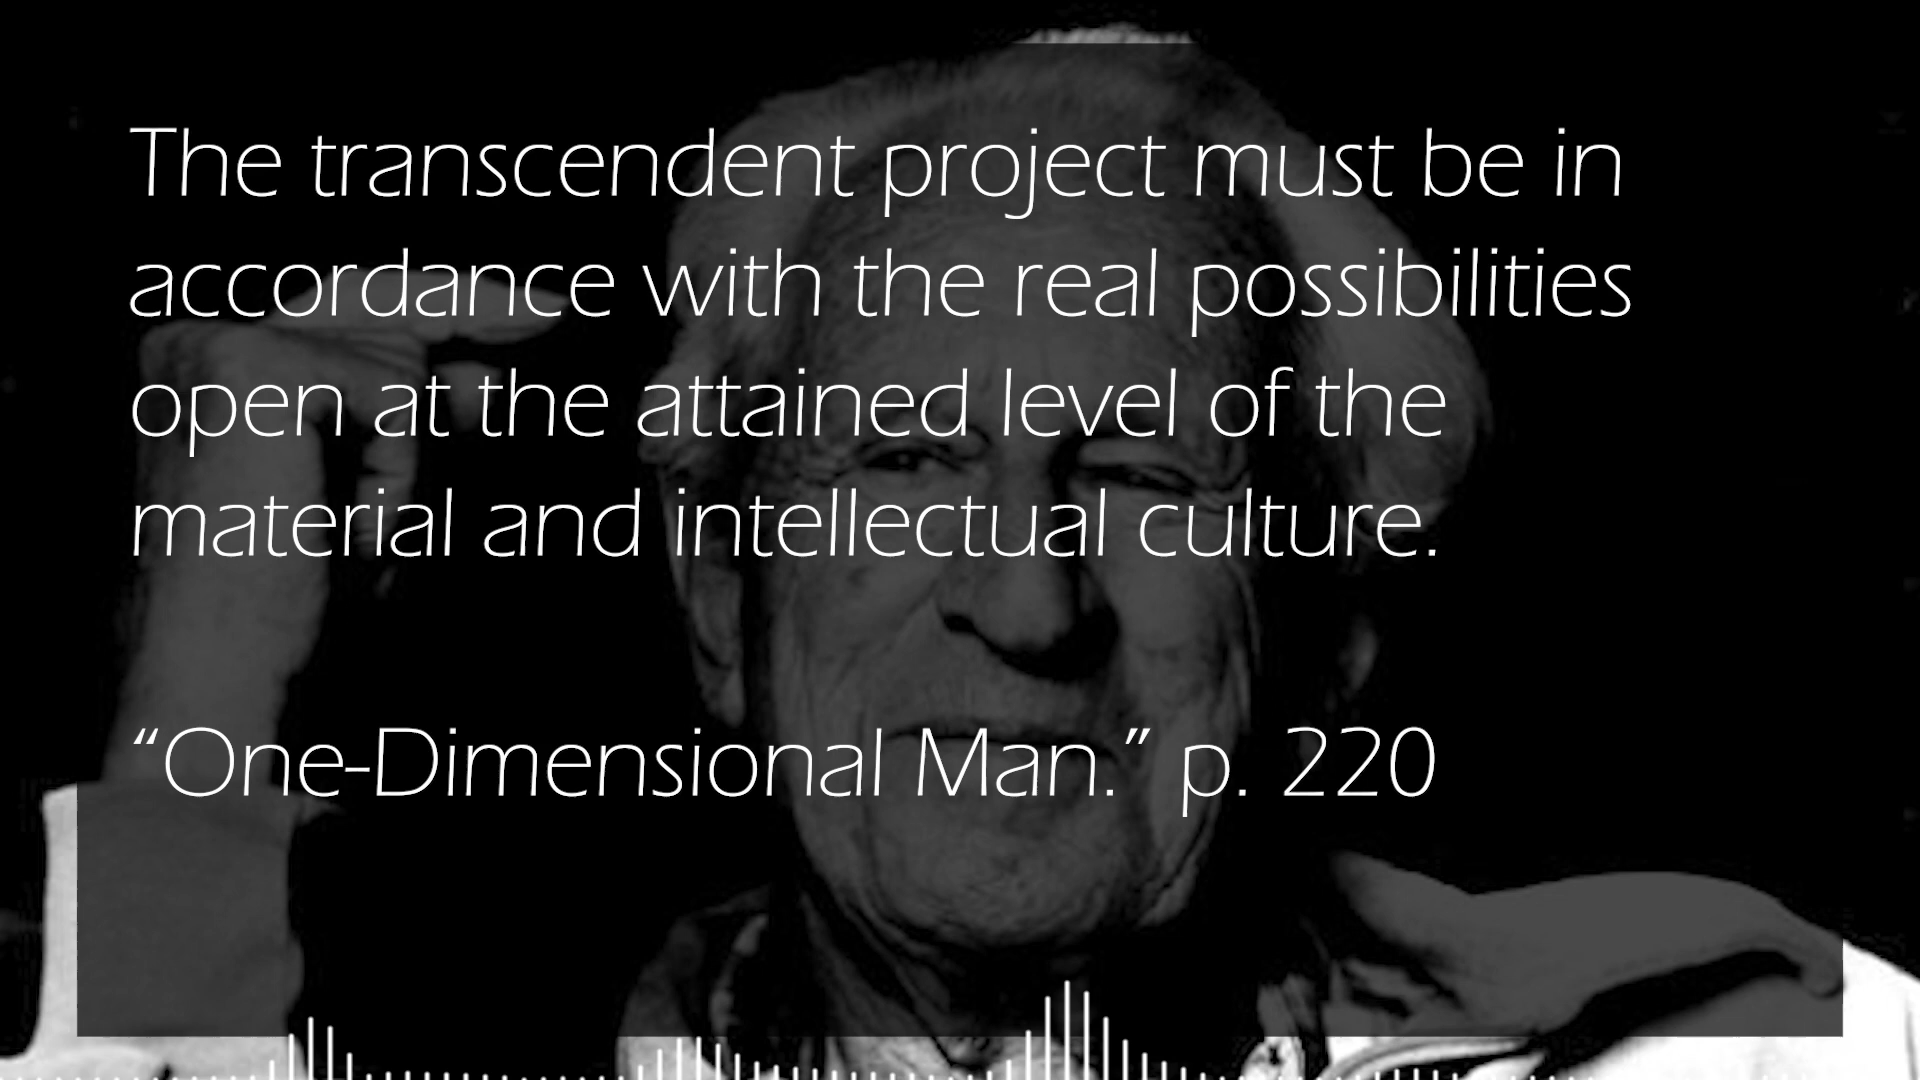 The transcendent project must be in
accordance with the real possibilities
open at the attained level of the
material and intellectual culture.
“One-Dimensional Man.” p. 220